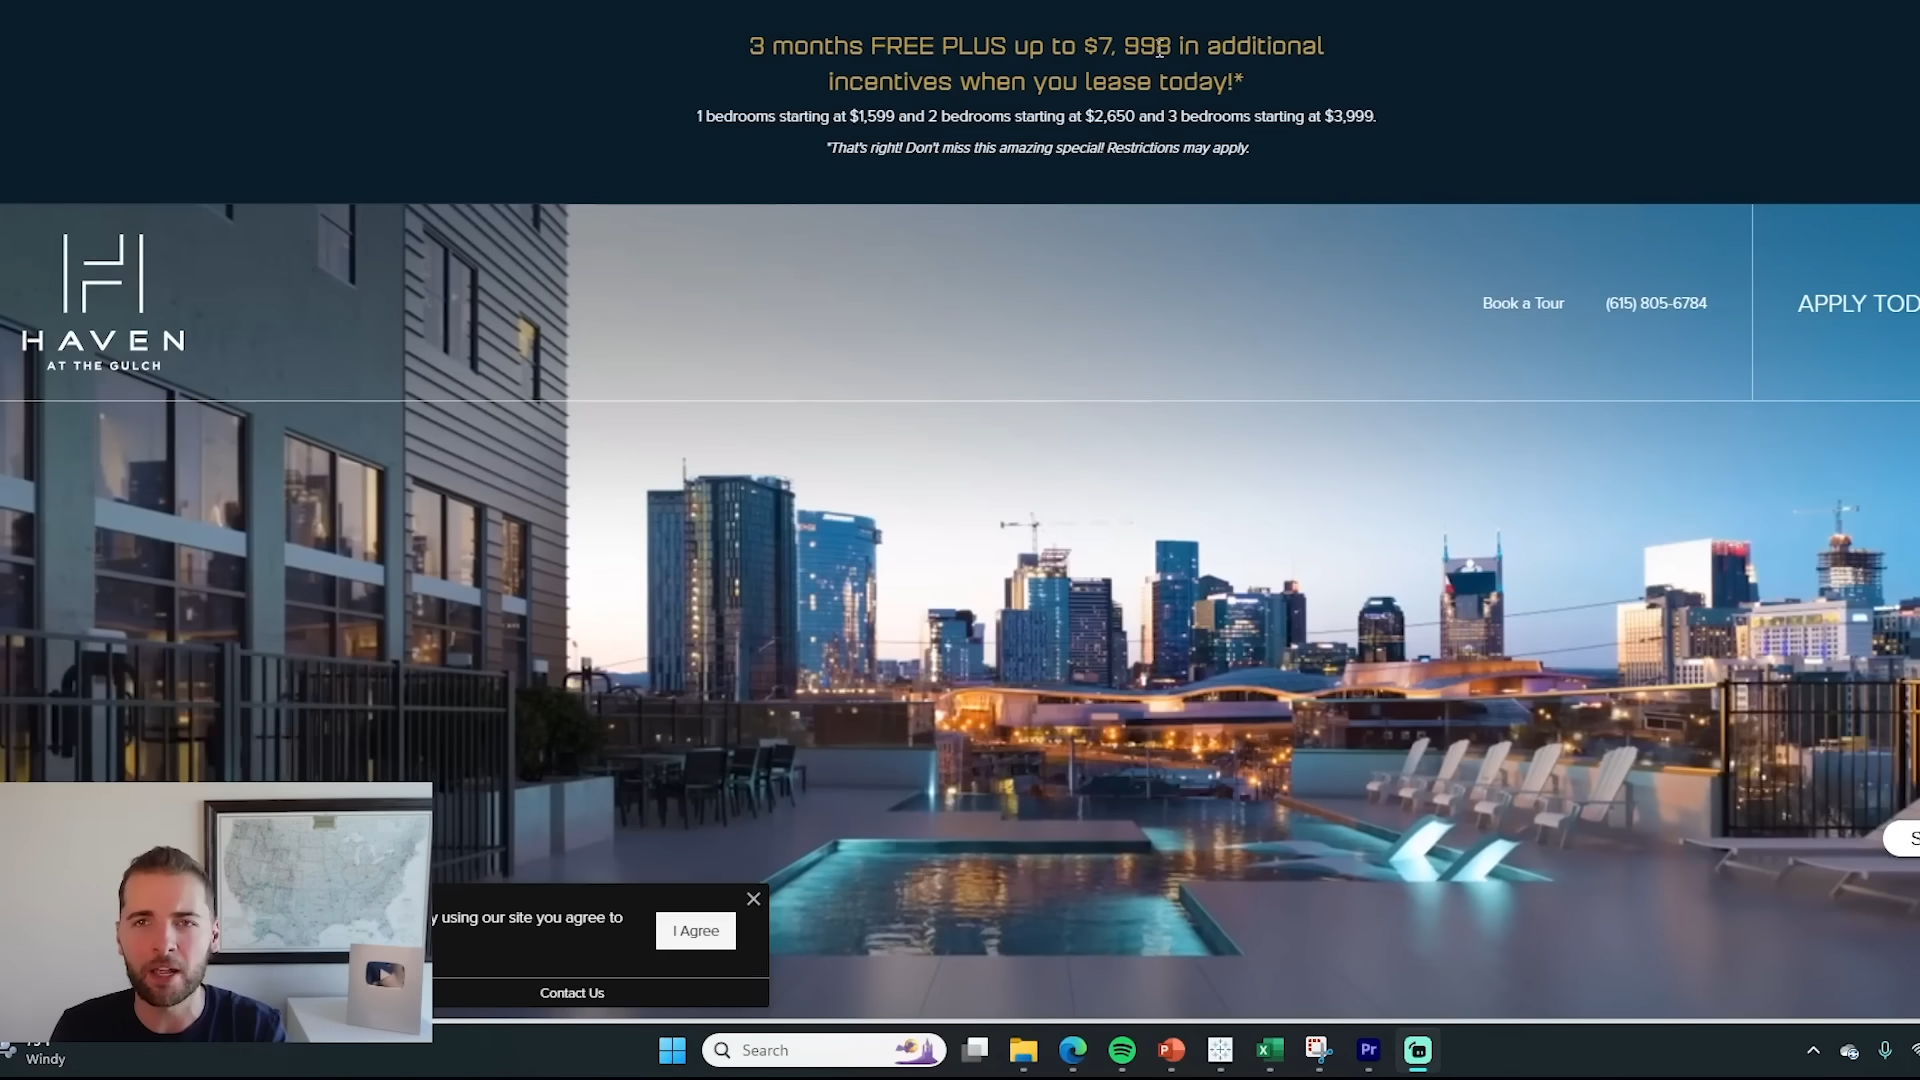 3 months FREE PLUS up to $7, 998 in additional
incentives when you lease today!*
1 bedrooms starting at $1,599 and 2 bedrooms starting at $2,650 and 3 bedrooms starting at $3,999.
*That's right! Don't miss this amazing special! Restrictions may apply.
HAVEN
AT THE GULCH
Book a Tour
(615) 805-6784
APPLY TOD
S
y using our site you agree to
I Agree
Contact Us
Windy
Search
Pr